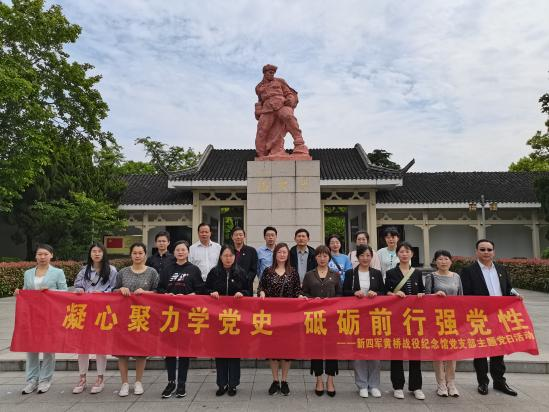 凝心聚力学党史 砥砺前行强党性
——新四军黄桥战役纪念馆党支部主题党日活动